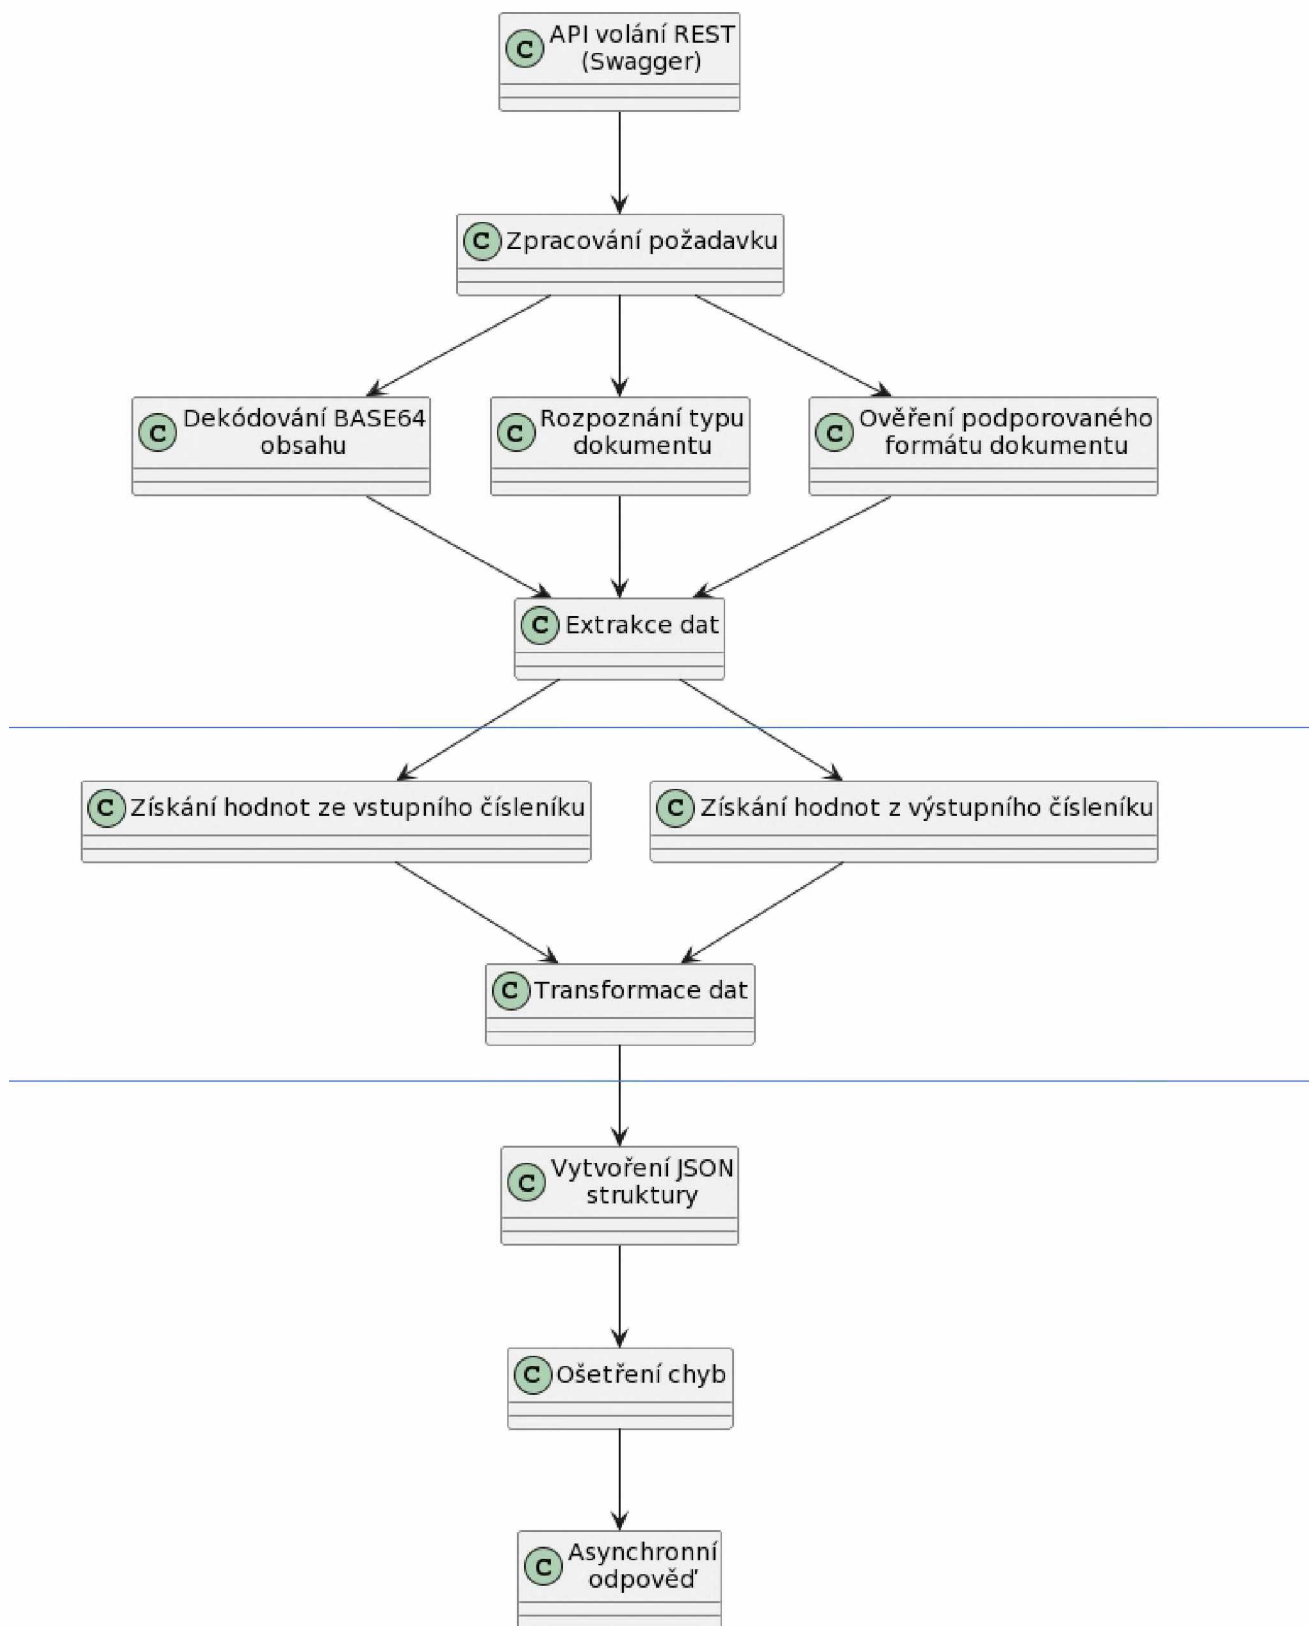 C API volání REST
(Swagger)
C Zpracování požadavku
C Dekódování BASE64
obsahu
C Rozpoznání typu
dokumentu
C Ověření podporovaného
formátu dokumentu
C Extrakce dat
C Získání hodnot ze vstupního čísleníku
C Získání hodnot z výstupního čísleníku
C Transformace dat
C Vytvoření JSON
struktury
C Ošetření chyb
C Asynchronní
odpověď